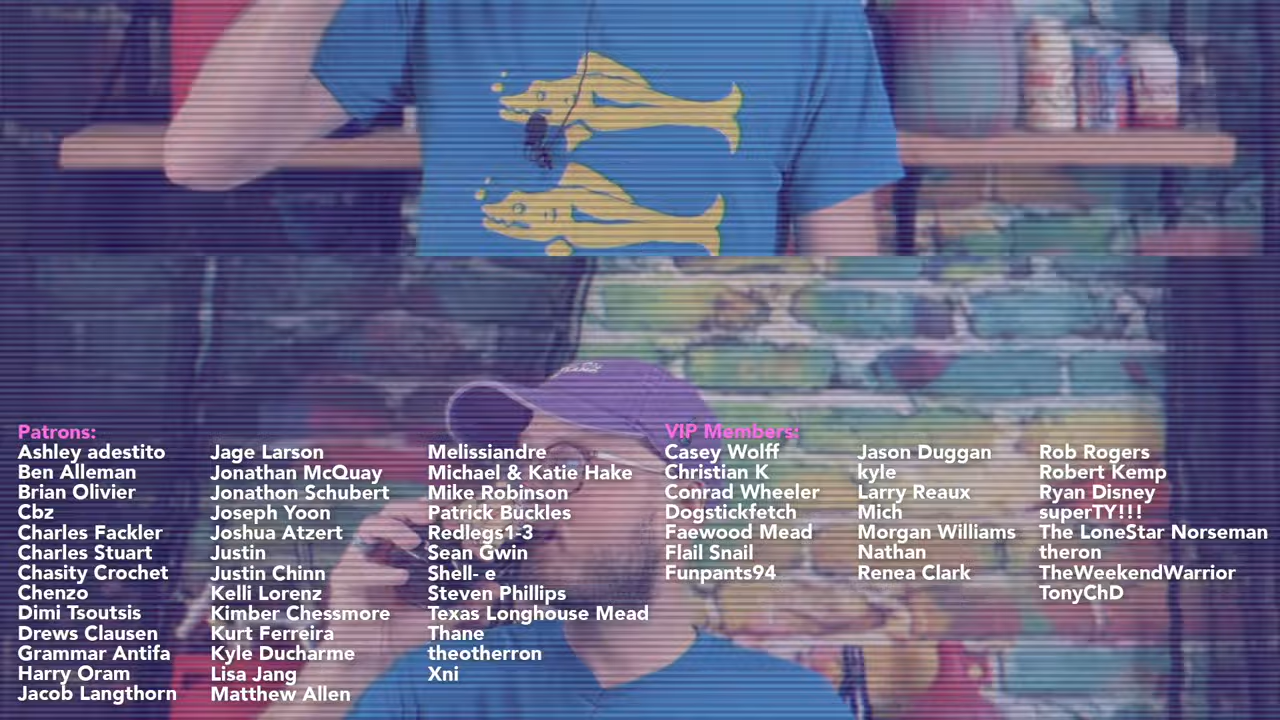 Patrons:
Ashley adestito
Ben Alleman
Brian Olivier
Cbz
Charles Fackler
Charles Stuart
Chasity Crochet
Chenzo
Dimi Tsoutsis
Drews Clausen
Grammar Antifa
Harry Oram
Jacob Langthorn
Jage Larson
Jonathan McQuay
Jonathon Schubert
Joseph Yoon
Joshua Atzert
Justin
Justin Chinn
Kelli Lorenz
Kimber Chessmore
Kurt Ferreira
Kyle Ducharme
Lisa Jang
Matthew Allen
Melissiandre
Michael & Katie Hake
Mike Robinson
Patrick Buckles
Redlegs1-3
Sean Gwin
Shell- e
Steven Phillips
Texas Longhouse Mead
Thane
theotherron
Xni
VIP Members:
Casey Wolff
Christian K
Conrad Wheeler
Dogstickfetch
Faewood Mead
Flail Snail
Funpants94
Jason Duggan
kyle
Larry Reaux
Mich
Morgan Williams
Nathan
Renea Clark
Rob Rogers
Robert Kemp
Ryan Disney
superTY!!!
The LoneStar Norseman
theron
TheWeekendWarrior
TonyChD